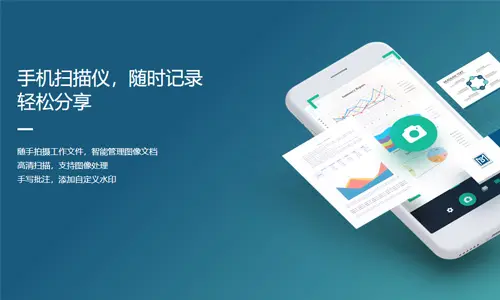 手机扫描仪，随时记录
轻松分享
随手拍摄工作文件，智能管理图像文档
高清扫描，支持图像处理
手写批注，添加自定义水印